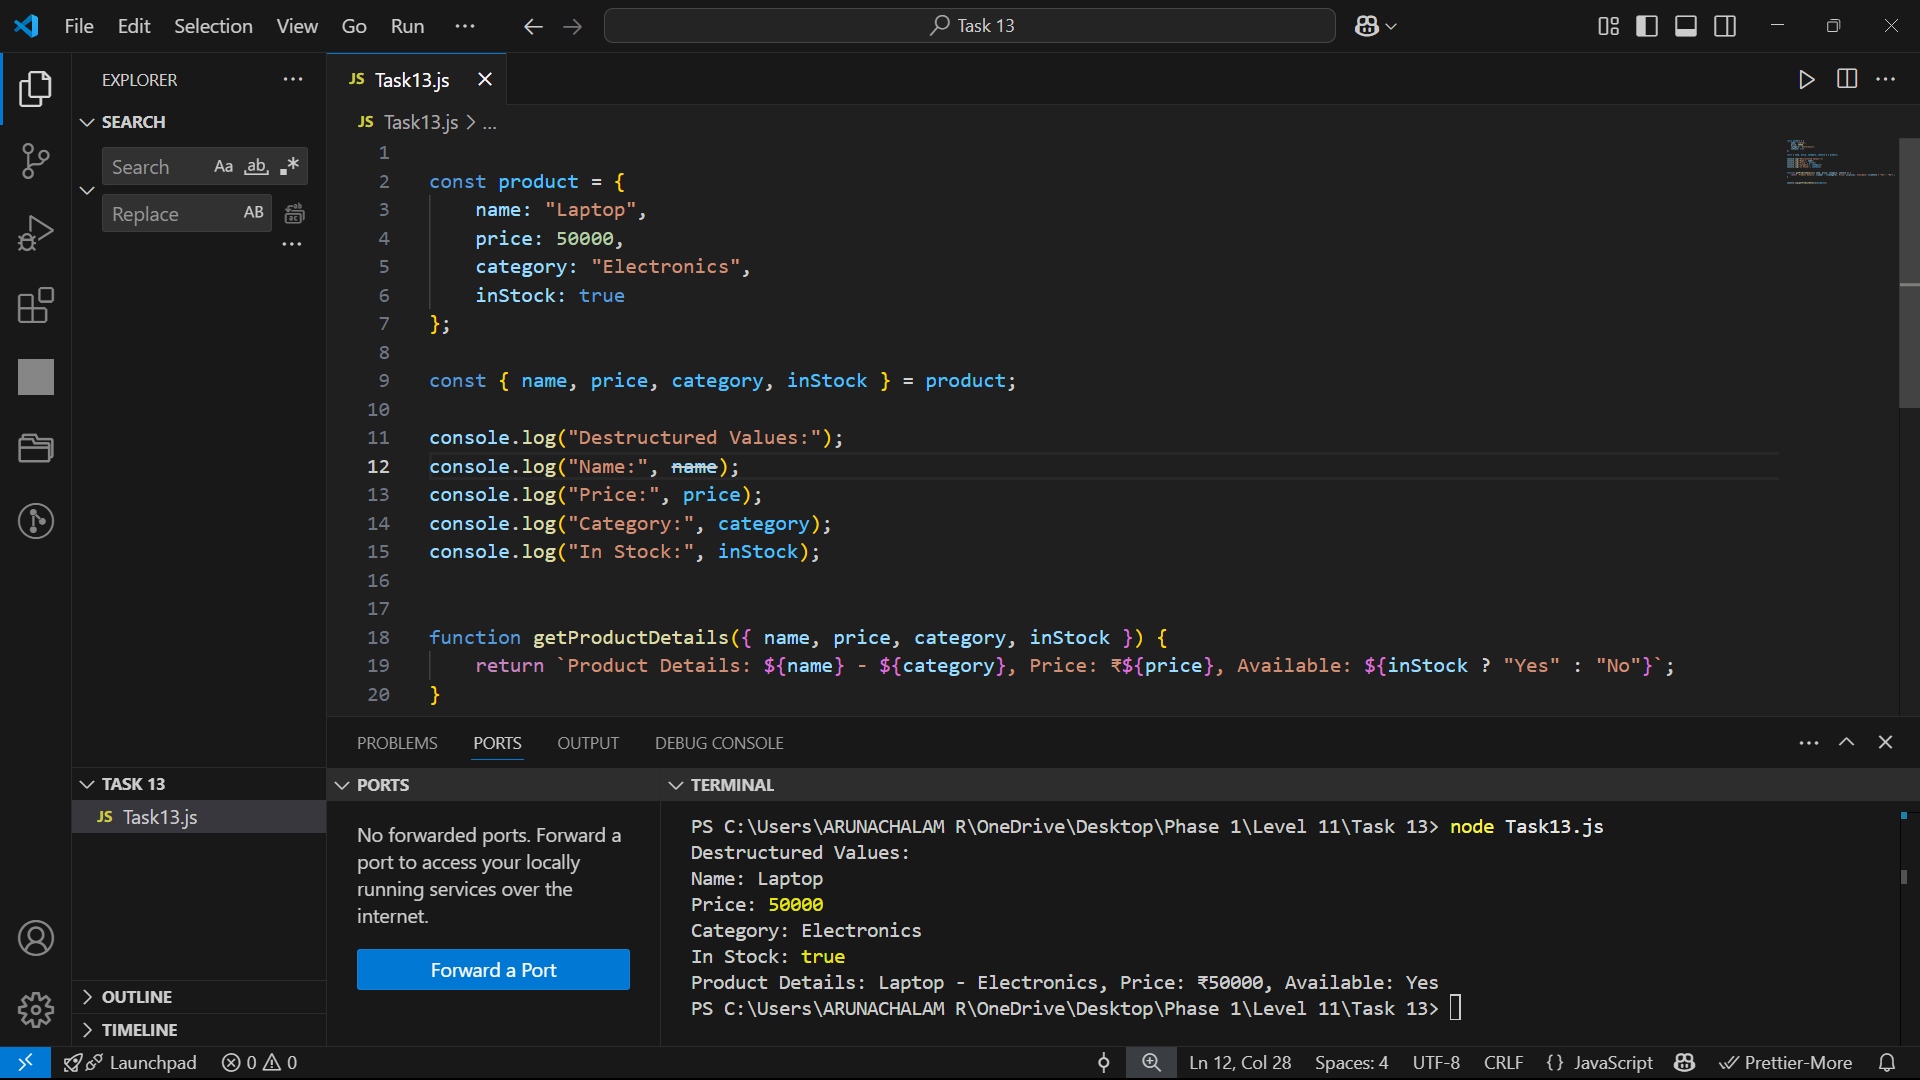 File Edit Selection View Go Run ... Task 13
EXPLORER
SEARCH
Search Aa ab .*
Replace AB
JS Task13.js
JS Task13.js > ...
1
2 const product = {
3 name: "Laptop",
4 price: 50000,
5 category: "Electronics",
6 inStock: true
7 };
8
9 const { name, price, category, inStock } = product;
10
11 console.log("Destructured Values:");
12 console.log("Name:", name);
13 console.log("Price:", price);
14 console.log("Category:", category);
15 console.log("In Stock:", inStock);
16
17
18 function getProductDetails({ name, price, category, inStock }) {
19 return `Product Details: ${name} - ${category}, Price: ₹${price}, Available: ${inStock ? "Yes" : "No"}`;
20 }
TASK 13
JS Task13.js
OUTLINE
TIMELINE
PROBLEMS PORTS OUTPUT DEBUG CONSOLE
PORTS
No forwarded ports. Forward a
port to access your locally
running services over the
internet.
Forward a Port
TERMINAL
PS C:\Users\ARUNACHALAM R\OneDrive\Desktop\Phase 1\Level 11\Task 13> node Task13.js
Destructured Values:
Name: Laptop
Price: 50000
Category: Electronics
In Stock: true
Product Details: Laptop - Electronics, Price: ₹50000, Available: Yes
PS C:\Users\ARUNACHALAM R\OneDrive\Desktop\Phase 1\Level 11\Task 13>
Launchpad 0 0 Ln 12, Col 28 Spaces: 4 UTF-8 CRLF {} JavaScript Prettier-More